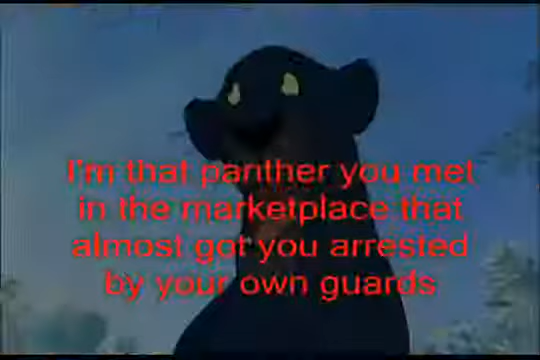 I'm that panther you met
in the marketplace that
almost got you arrested
by your own guards